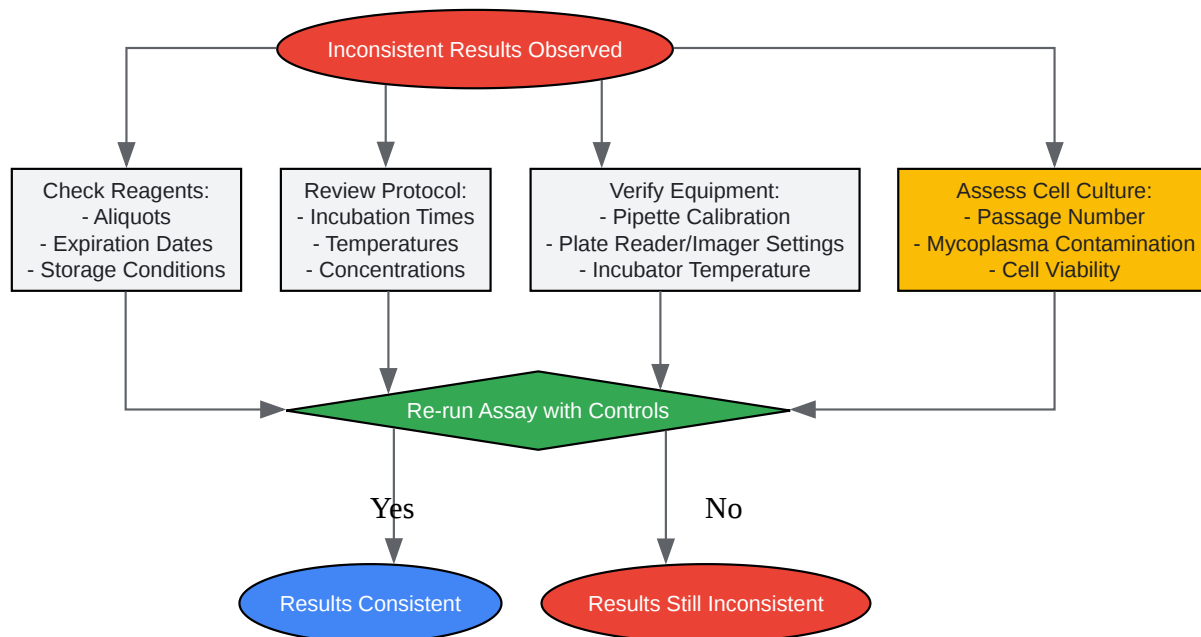 Inconsistent Results Observed
Check Reagents:
- Aliquots
- Expiration Dates
- Storage Conditions
Review Protocol:
- Incubation Times
- Temperatures
- Concentrations
Verify Equipment:
- Pipette Calibration
- Plate Reader/Imager Settings
- Incubator Temperature
Assess Cell Culture:
- Passage Number
- Mycoplasma Contamination
- Cell Viability
Re-run Assay with Controls
Yes
No
Results Consistent
Results Still Inconsistent